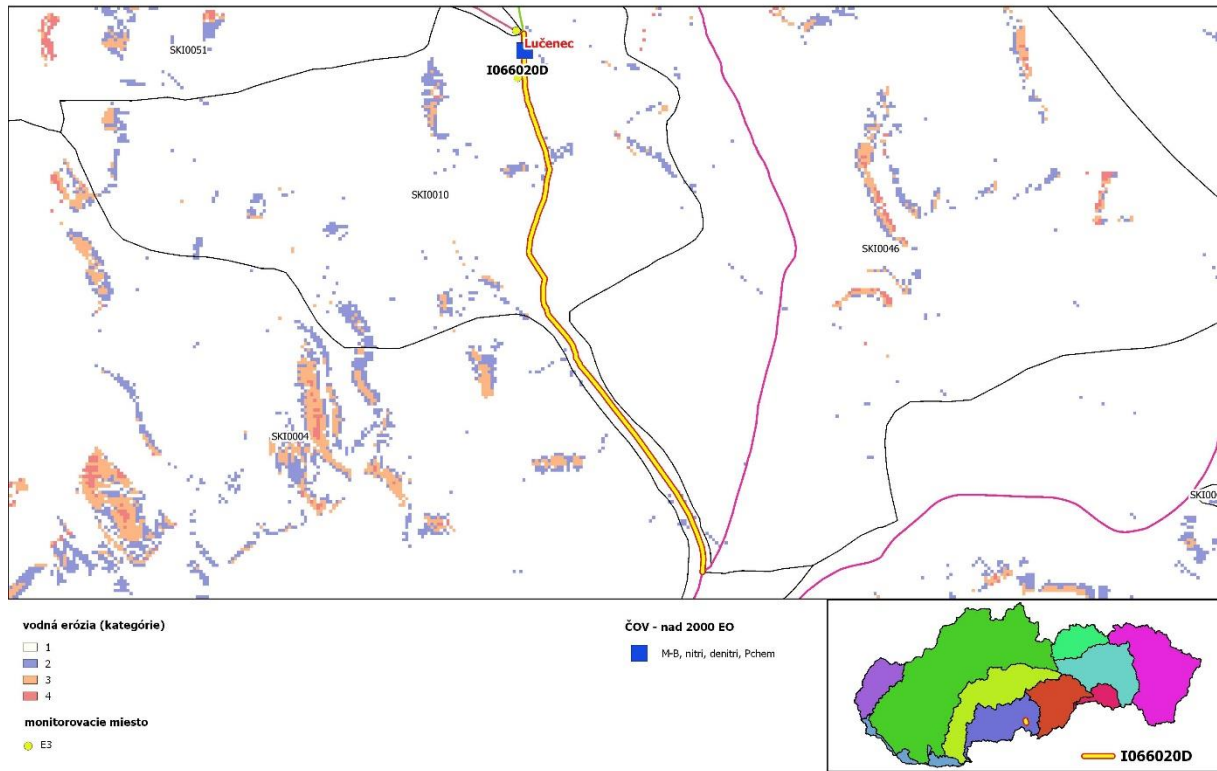 SKI0051
Lučenec
I066020D
SKI0010
SKI0046
SKI0004
vodná erózia (kategórie)
1
2
3
4
monitorovacie miesto
E3
ČOV - nad 2000 EO
M-B, nitri, denitri, Pchem
I066020D